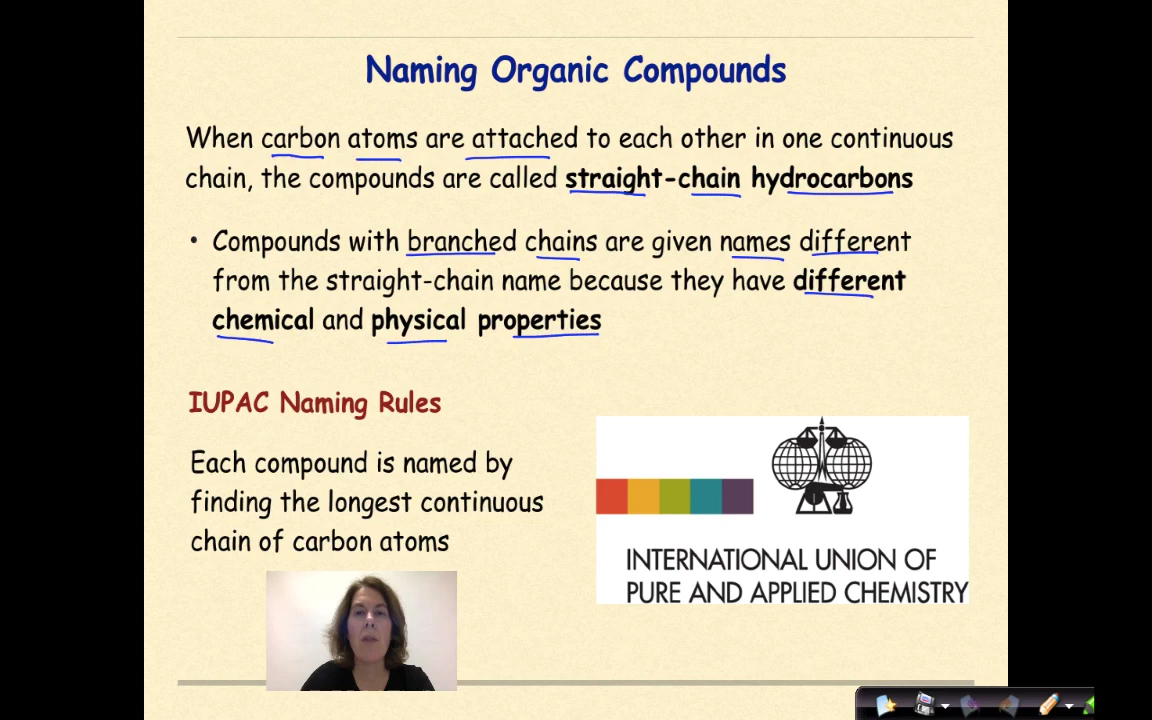 Naming Organic Compounds
When carbon atoms are attached to each other in one continuous
chain, the compounds are called straight-chain hydrocarbons
• Compounds with branched chains are given names different
from the straight-chain name because they have different
chemical and physical properties
IUPAC Naming Rules
Each compound is named by
finding the longest continuous
chain of carbon atoms
INTERNATIONAL UNION OF
PURE AND APPLIED CHEMISTRY